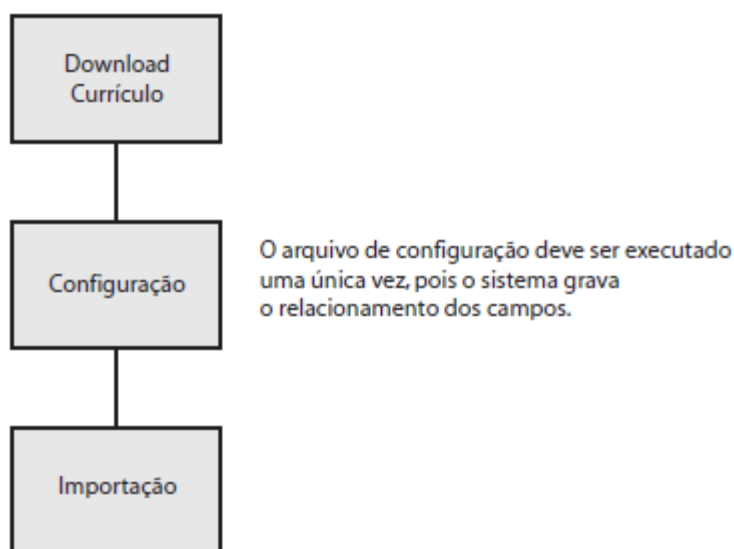 Download
Currículo
Configuração
O arquivo de configuração deve ser executado
uma única vez, pois o sistema grava
o relacionamento dos campos.
Importação